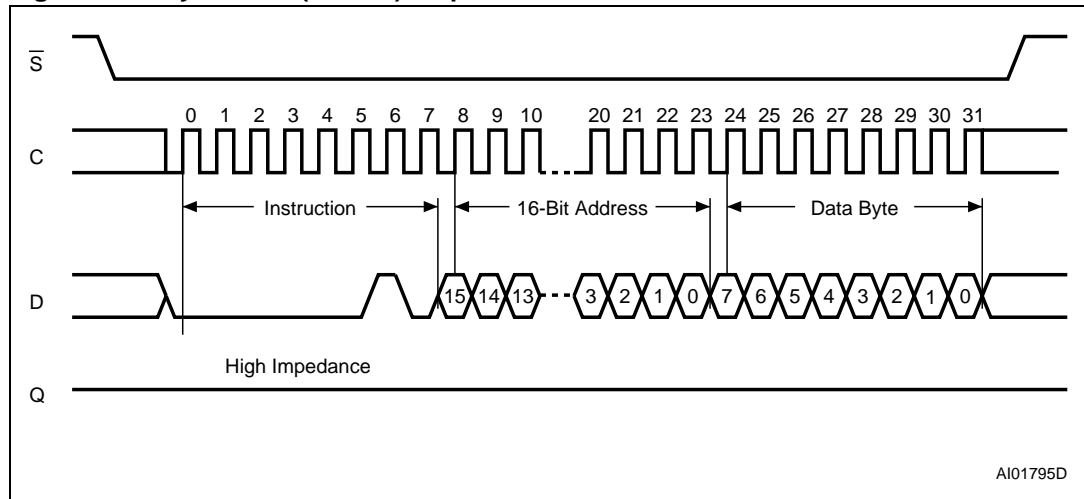 S
0 1 2 3 4 5 6 7 8 9 10 20 21 22 23 24 25 26 27 28 29 30 31
C
Instruction 16-Bit Address Data Byte
D
15 14 13 3 2 1 0 7 6 5 4 3 2 1 0
High Impedance
Q
AI01795D